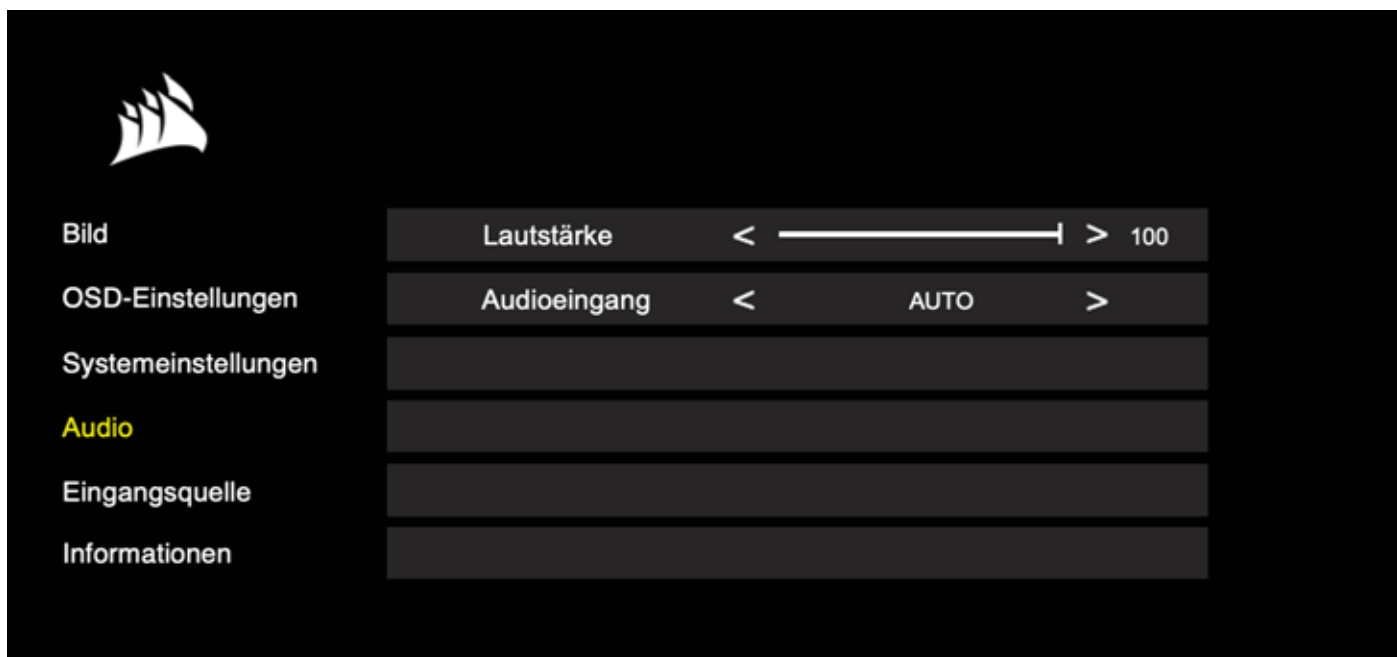 Bild
Lautstärke < > 100
OSD-Einstellungen
Audioeingang < AUTO >
Systemeinstellungen
Audio
Eingangsquelle
Informationen